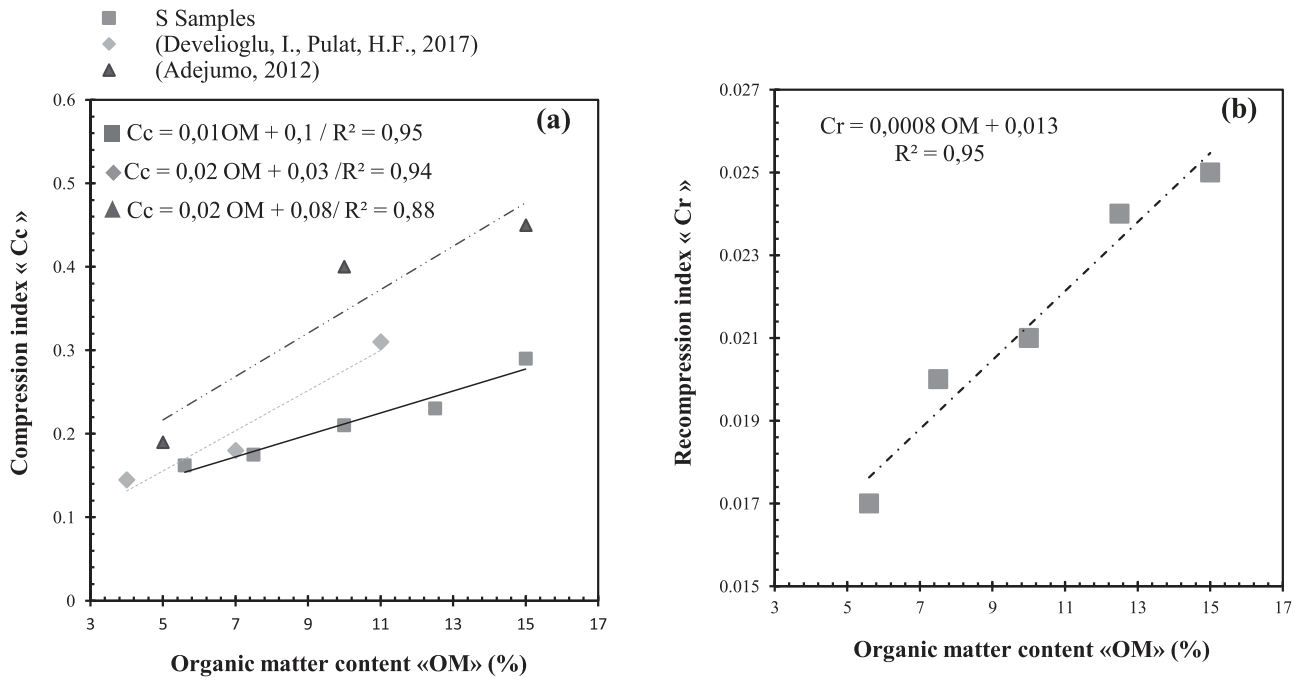 S Samples
(Develioglu, I., Pulat, H.F., 2017)
(Adejumo, 2012)
(a)
Cc = 0,01OM + 0,1 / R² = 0,95
Cc = 0,02 OM + 0,03 /R² = 0,94
Cc = 0,02 OM + 0,08/ R² = 0,88
Compression index « Cc »
0.6
0.5
0.4
0.3
0.2
0.1
0
3 5 7 9 11 13 15 17
Organic matter content «OM» (%)
(b)
Cr = 0,0008 OM + 0,013
R² = 0,95
Recompression index « Cr »
0.027
0.025
0.023
0.021
0.019
0.017
0.015
3 5 7 9 11 13 15 17
Organic matter content «OM» (%)